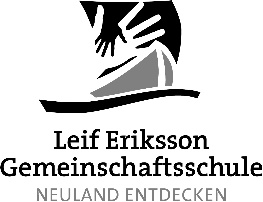 Leif Eriksson
Gemeinschaftsschule
NEULAND ENTDECKEN